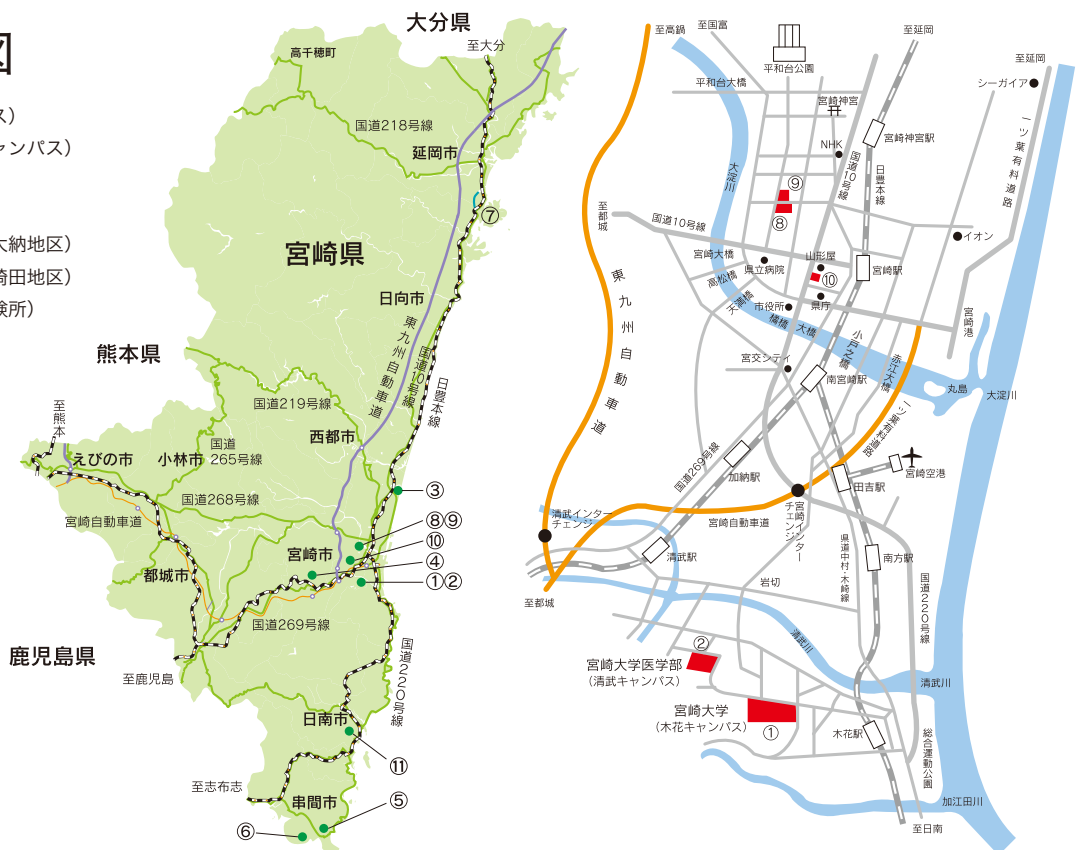 図
ス）
ャンパス）
大納地区）
崎田地区）
険所）
大分県
至大分
高千穂町
国道218号線
延岡市
⑦
宮崎県
日向市
東九州自動車道
国道10号線
日豊本線
熊本県
至熊本
国道219号線
西都市
国道
265号線
えびの市
小林市
国道268号線
③
宮崎自動車道
⑧⑨
⑩
宮崎市
④
①②
都城市
国道269号線
鹿児島県
至鹿児島
国道220号線
日南市
⑪
至志布志
串間市
⑤
⑥
至高鍋
至国富
平和台公園
至延岡
至延岡
シーガイア
平和台大橋
宮崎神宮
宮崎神宮駅
一ツ葉有料道路
NHK
国道10号線
日豊本線
大淀川
⑨
⑧
至都城
国道10号線
イオン
宮崎大橋
県立病院
山形屋
⑩
宮崎駅
高松橋
天満橋
市役所
県庁
橘橋
大橋
小戸之橋
宮崎港
東九州自動車道
宮交シティ
南宮崎駅
赤江大橋
丸島
大淀川
一ツ葉有料道路
国道269号線
加納駅
田吉駅
宮崎空港
清武インター
チェンジ
宮崎自動車道
宮崎インター
チェンジ
清武駅
県道中村・木崎線
南方駅
岩切
国道220号線
至都城
清武川
②
宮崎大学医学部
（清武キャンパス）
清武川
宮崎大学
（木花キャンパス）
①
木花駅
総合運動公園
加江田川
至日南